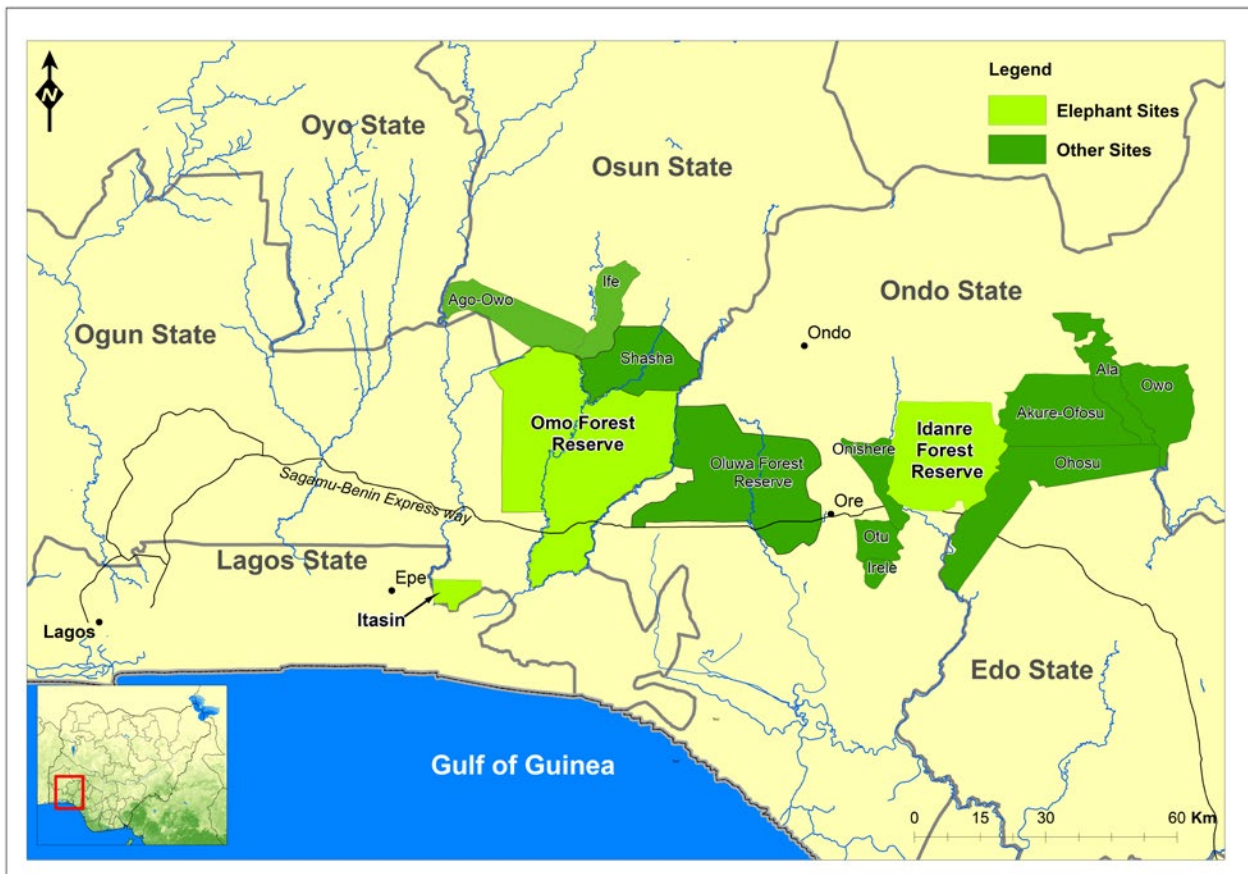 N
Legend
Elephant Sites
Other Sites
Oyo State
Osun State
Ogun State
Ondo State
Ago-Owo
Ife
Shasha
Ondo
Ala
Owo
Akure-Ofosu
Omo Forest
Reserve
Idanre
Forest
Reserve
Onishere
Oluwa Forest
Reserve
Ohosu
Sagamu-Benin Express way
Ore
Otu
Irele
Lagos State
Epe
Itasin
Lagos
Edo State
Gulf of Guinea
0 15 30 60 Km